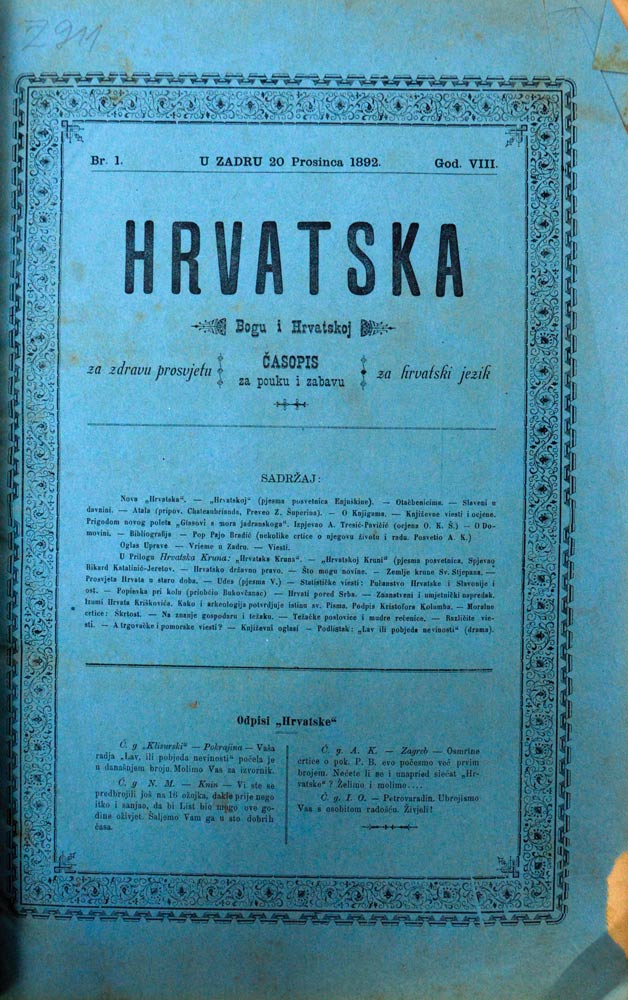 Z 911
Br. 1. U ZADRU 20 Prosinca 1892. God. VIII.
HRVATSKA
Bogu i Hrvatskoj
za zdravu prosvjetu
ČASOPIS
za pouku i zabavu
za hrvatski jezik
SADRŽAJ:
Nova „Hrvatska“. — „Hrvatskoj“ (pjesma posvetnica Enjaškine). — Otačbenicima. — Slaveni u
davnini. — Atala (pripov. Chateaubrianda, Preveo Z. Šoperina). — O Knjigama. — Književne viesti i ocjene.
Prigodom novog poleta „Glasovi s mora jadranskoga“. Izpjevao A. Tresić-Pavičić (ocjena O. K. Š.) — O Do-
movini. — Bibliografija — Pop Pajo Bradić (nekolike crtice o njegovu životu i radu. Posvetio A. K.)
Oglas Uprave — Vrieme u Zadru. — Viesti.
U Prilogu Hrvatska Kruna: „Hrvatska Kruna“. — „Hrvatskoj Kruni“ (pjesma posvetnica, Spjevao
Rikard Katalinić-Jeretov. — Hrvatsko državno pravo. — Što mogu novine. — Zemlje krune Sv. Stjepana. —
Prosvjeta Hrvata u staro doba. — Udes (pjesma V.) — Statističke viesti: Pučanstvo Hrvatske i Slavonije i
ost. — Popievka pri kolu (priobćio Bukovčanac) — Hrvati pored Srba. — Znanstveni i umjetnički napredak.
Izumi Hrvata Kriškovića. Kako i arkeologija potvrdjuje istinu sv. Pisma. Podpis Kristofora Kolumba. — Moralne
crtice: Škrtost. — Na znanje gospodaru i težaku. — Težačke poslovice i mudre rečenice. — Različite vie-
sti. — A trgovačke i pomorske viesti? — Književni oglasi — Podlistak: „Lav ili pobjeda nevinosti“ (drama).
Odpisi „Hrvatske“
Č. g „Klisurski“ — Pokrajina — Vaša
radja „Lav, ili pobjeda nevinosti“ počela je
u današnjem broju. Molimo Vas za izvornik.
Č. g N. M. — Knin — Vi ste se
predbrojili još na 16 ožujka, dakle prije nego
itko i sanjao, da bi List bio mogo ove go-
dine oživjet. Šaljemo Vam ga u sto dobrih
časa.
Č. g. A. K. — Zagreb — Osmrtne
crtice o pok. P. B. evo počesmo već prvim
brojem. Nećete li se i unapried siećat „Hr-
vatske“? Želimo i molimo....
Č. g. I. O. — Petrovaradin. Ubrojismo
Vas s osobitom radošću. Živjeli!